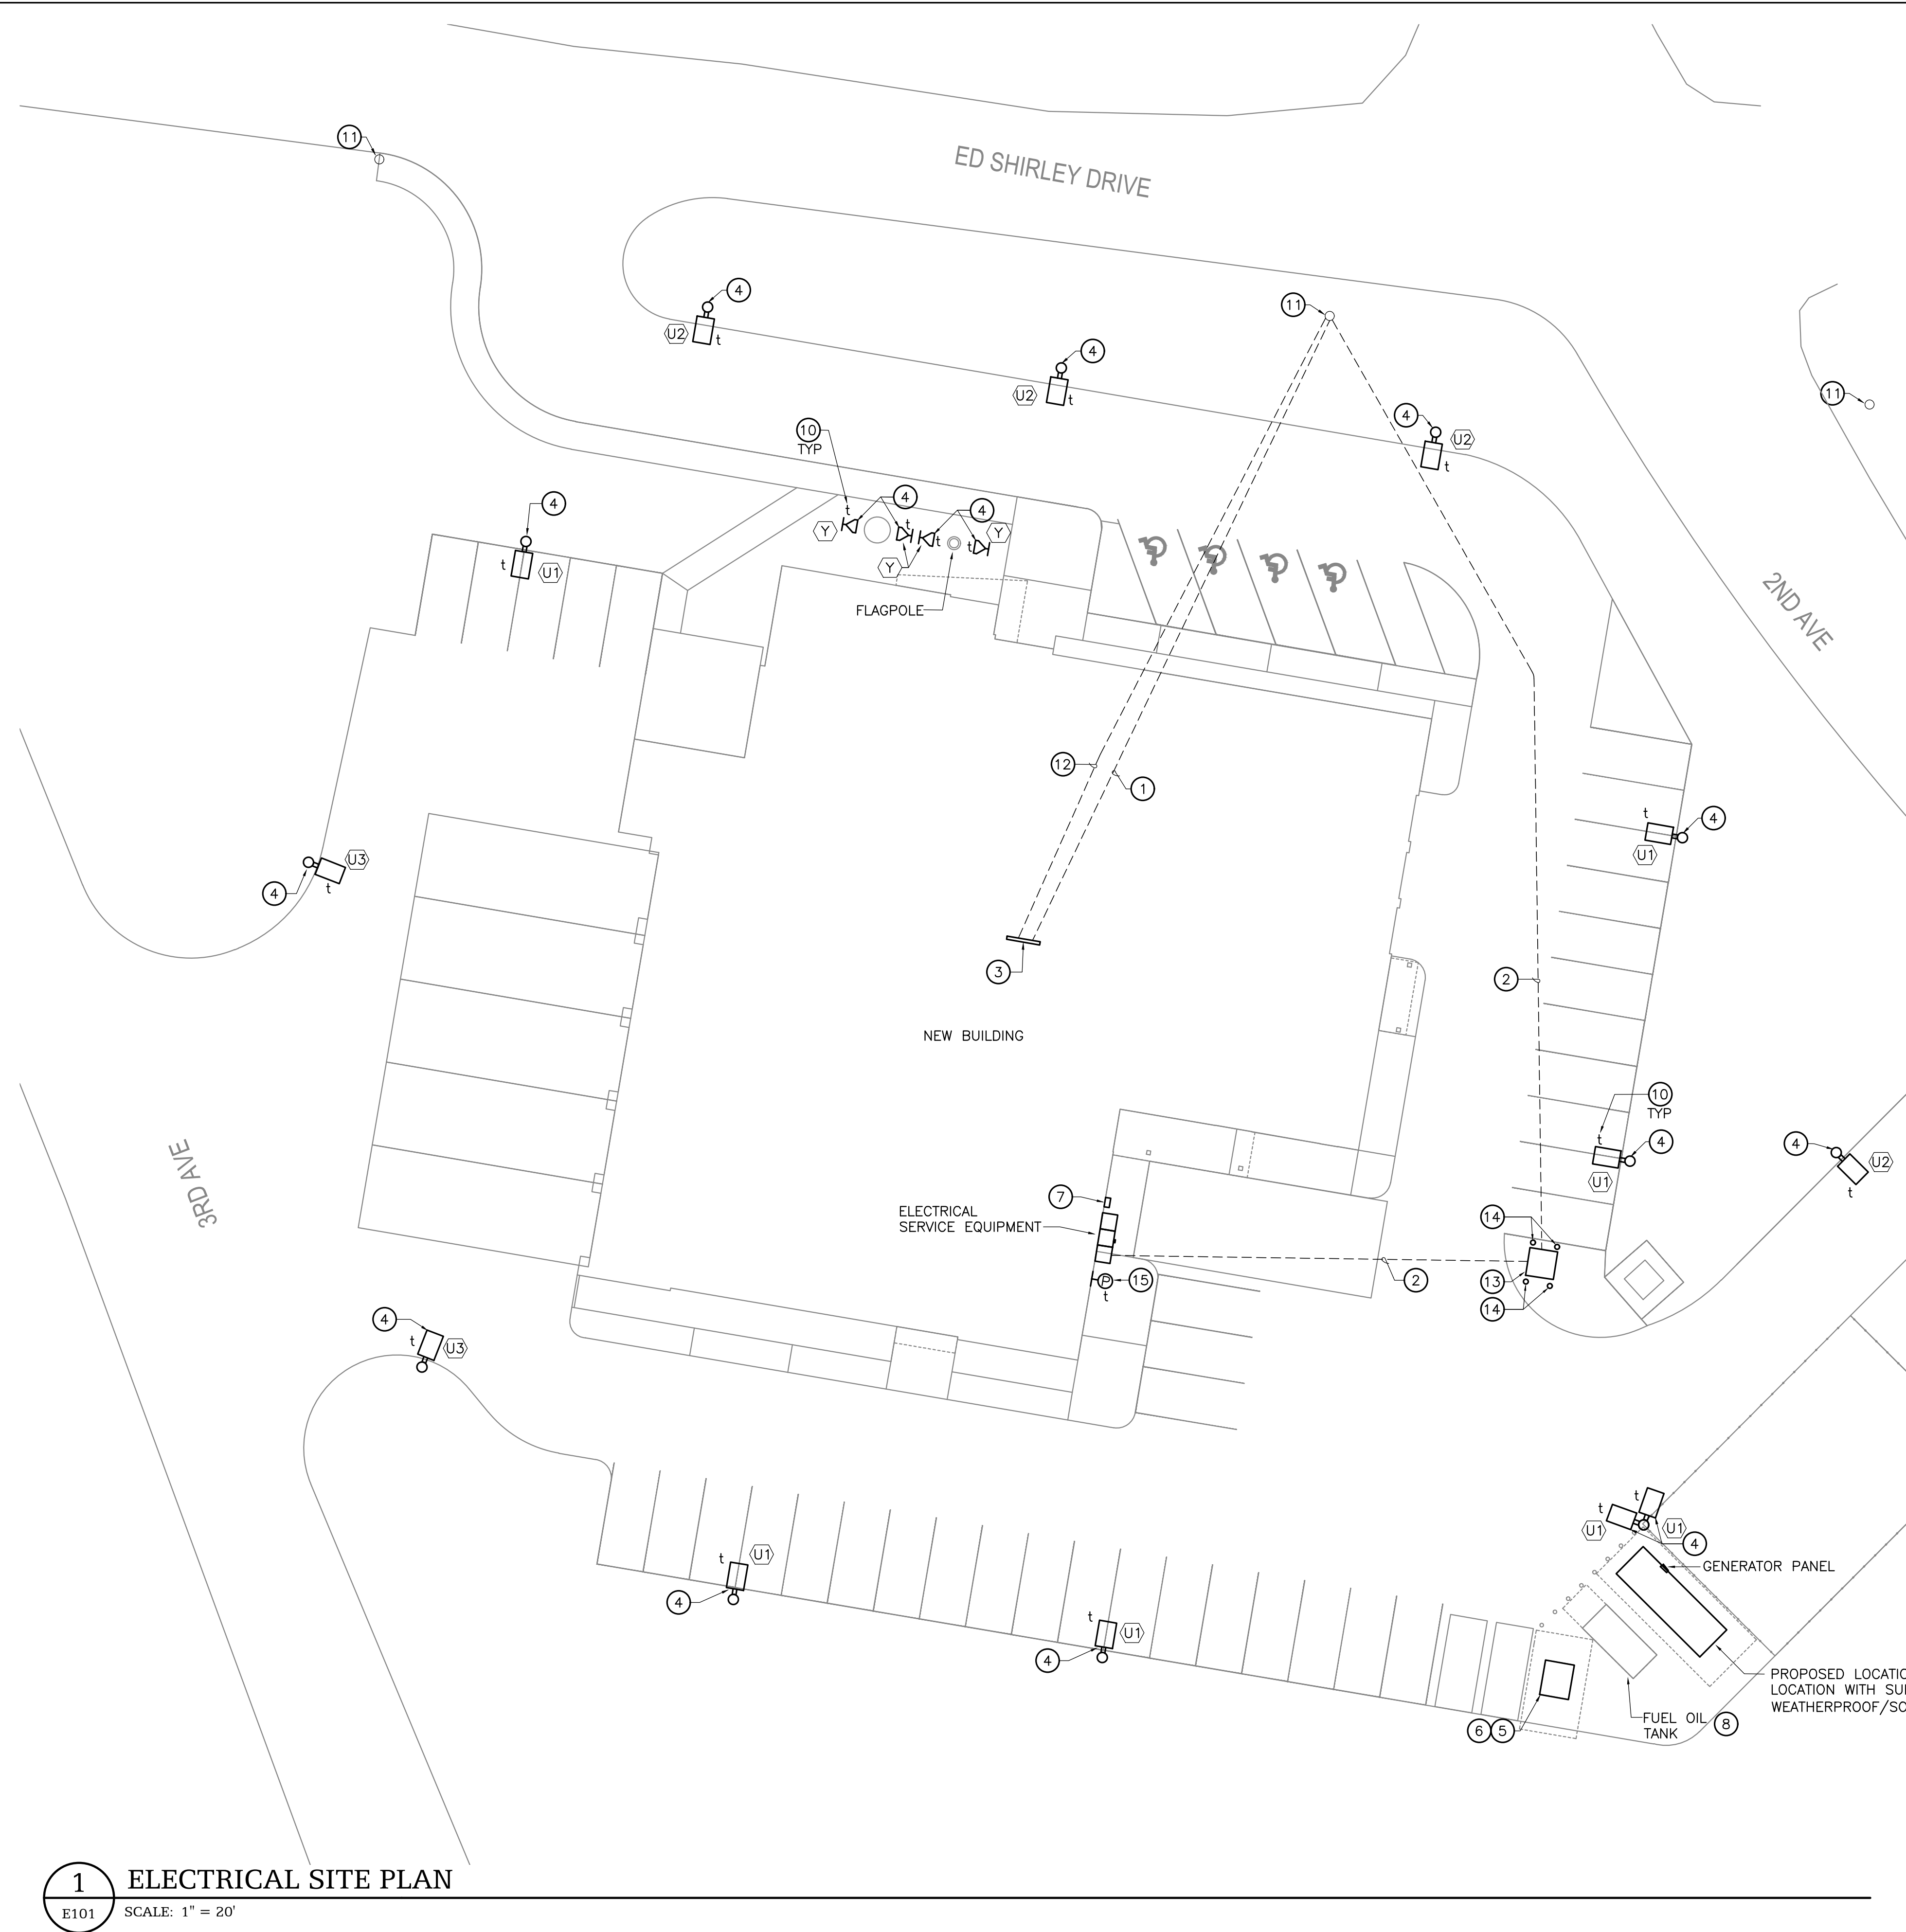 11
ED SHIRLEY DRIVE
4
U2
11
4
U2
11
4
U2
10
TYP
4
4
4
t
t
t
t
t
t
t
t
Y
Y
Y
U1
FLAGPOLE
2ND AVE
12
1
4
t
U1
U3
4
t
3
2
NEW BUILDING
10
TYP
4
t
U1
4
U2
t
3RD AVE
7
ELECTRICAL
SERVICE EQUIPMENT
14
2
13
14
P
15
t
4
t
U3
t
t
U1
U1
4
GENERATOR PANEL
t
U1
4
t
U1
4
PROPOSED LOCATIO
LOCATION WITH SU
WEATHERPROOF/SO
FUEL OIL
TANK
8
6
5
1
E101
ELECTRICAL SITE PLAN
SCALE: 1" = 20'